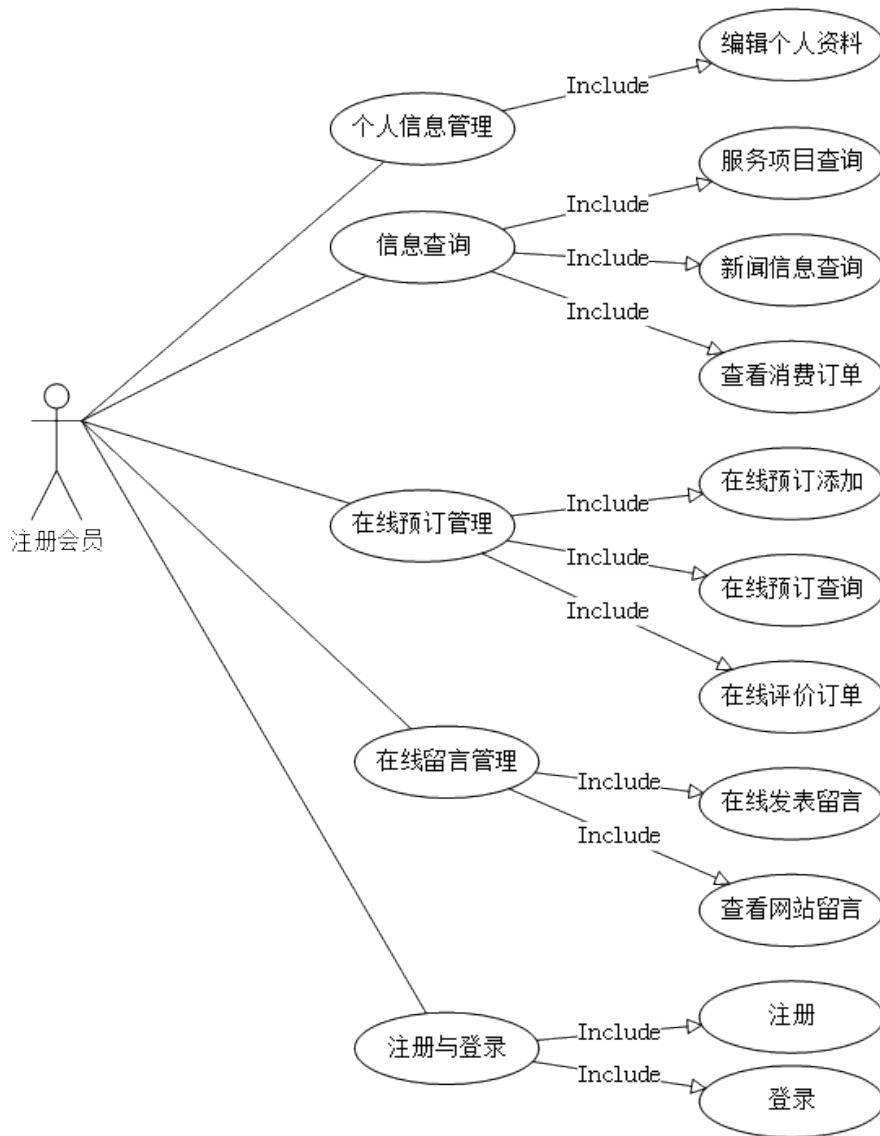 编辑个人资料
Include
个人信息管理
服务项目查询
Include
信息查询
Include
新闻信息查询
Include
查看消费订单
注册会员
在线预订添加
Include
在线预订管理
Include
在线预订查询
Include
在线评价订单
在线留言管理
Include
在线发表留言
Include
查看网站留言
注册
Include
注册与登录
Include
登录